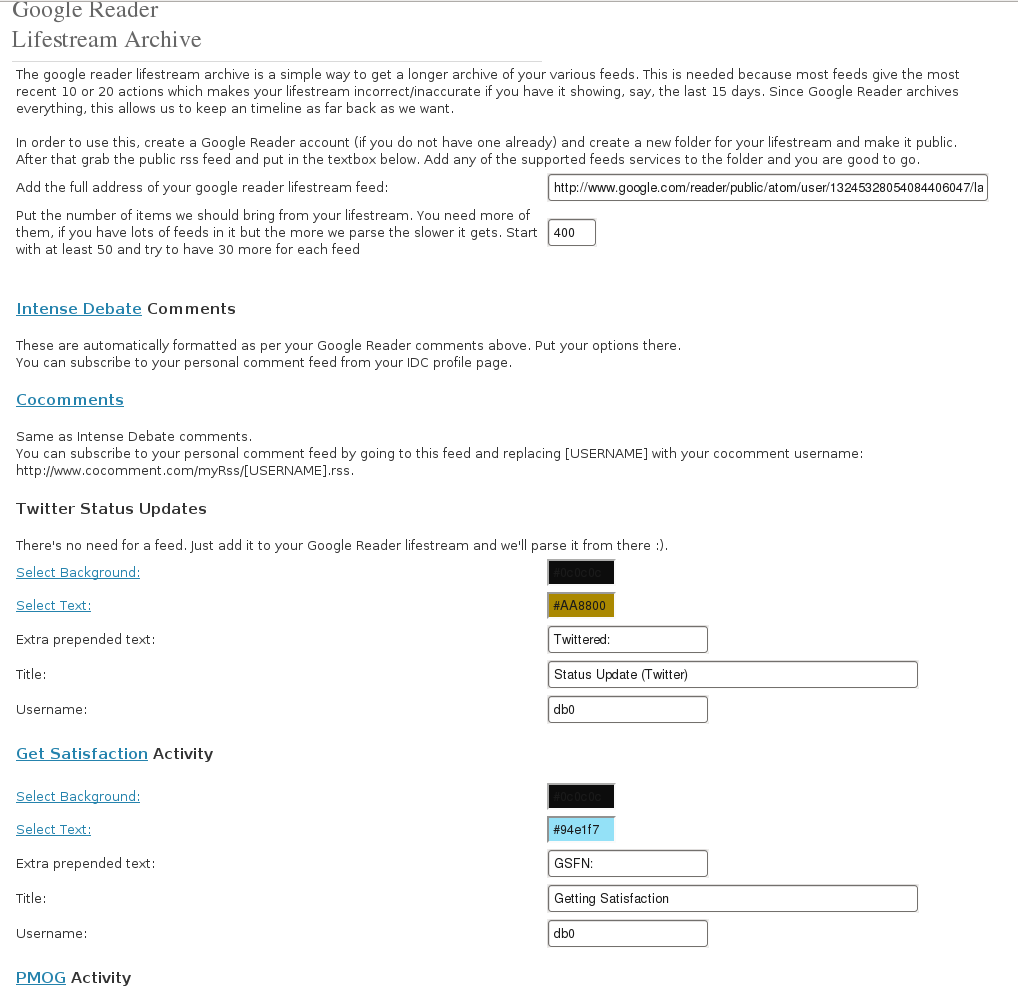 Google Reader
Lifestream Archive
The google reader lifestream archive is a simple way to get a longer archive of your various feeds. This is needed because most feeds give the most
recent 10 or 20 actions which makes your lifestream incorrect/inaccurate if you have it showing, say, the last 15 days. Since Google Reader archives
everything, this allows us to keep an timeline as far back as we want.
In order to use this, create a Google Reader account (if you do not have one already) and create a new folder for your lifestream and make it public.
After that grab the public rss feed and put in the textbox below. Add any of the supported feeds services to the folder and you are good to go.
Add the full address of your google reader lifestream feed: http://www.google.com/reader/public/atom/user/13245328054084406047/la
Put the number of items we should bring from your lifestream. You need more of
them, if you have lots of feeds in it but the more we parse the slower it gets. Start 400
with at least 50 and try to have 30 more for each feed
Intense Debate Comments
These are automatically formatted as per your Google Reader comments above. Put your options there.
You can subscribe to your personal comment feed from your IDC profile page.
Cocomments
Same as Intense Debate comments.
You can subscribe to your personal comment feed by going to this feed and replacing [USERNAME] with your cocomment username:
http://www.cocomment.com/myRss/[USERNAME].rss.
Twitter Status Updates
There's no need for a feed. Just add it to your Google Reader lifestream and we'll parse it from there :).
Select Background: #0c0c0c
Select Text: #AA8800
Extra prepended text: Twittered:
Title: Status Update (Twitter)
Username: db0
Get Satisfaction Activity
Select Background: #0c0c0c
Select Text: #94e1f7
Extra prepended text: GSFN:
Title: Getting Satisfaction
Username: db0
PMOG Activity